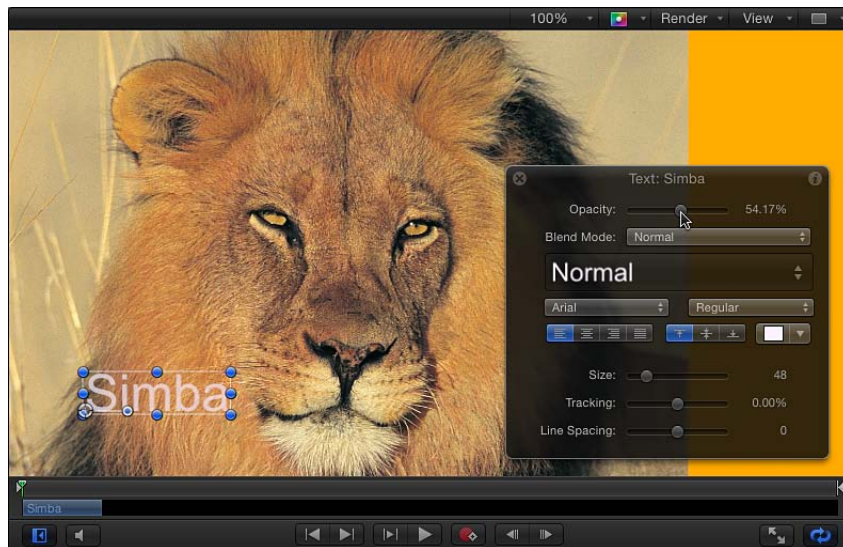 100% Render View
Text: Simba
Opacity: 54.17%
Blend Mode: Normal
Normal
Arial Regular
Size: 48
Tracking: 0.00%
Line Spacing: 0
Simba
Simba